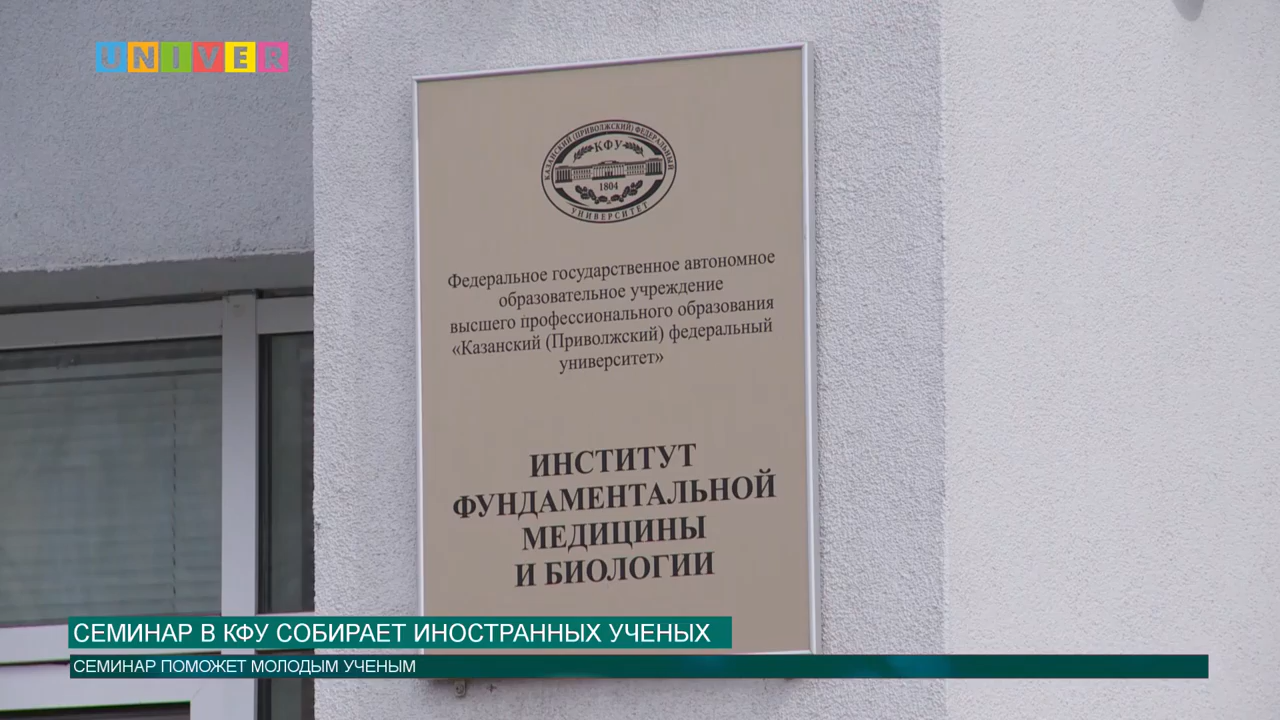 UNIVER
КАЗАНСКИЙ (ПРИВОЛЖСКИЙ) ФЕДЕРАЛЬНЫЙ
КФУ
1804
УНИВЕРСИТЕТ
Федеральное государственное автономное
образовательное учреждение
высшего профессионального образования
«Казанский (Приволжский) федеральный
университет»
ИНСТИТУТ
ФУНДАМЕНТАЛЬНОЙ
МЕДИЦИНЫ
И БИОЛОГИИ
СЕМИНАР В КФУ СОБИРАЕТ ИНОСТРАННЫХ УЧЕНЫХ
СЕМИНАР ПОМОЖЕТ МОЛОДЫМ УЧЕНЫМ